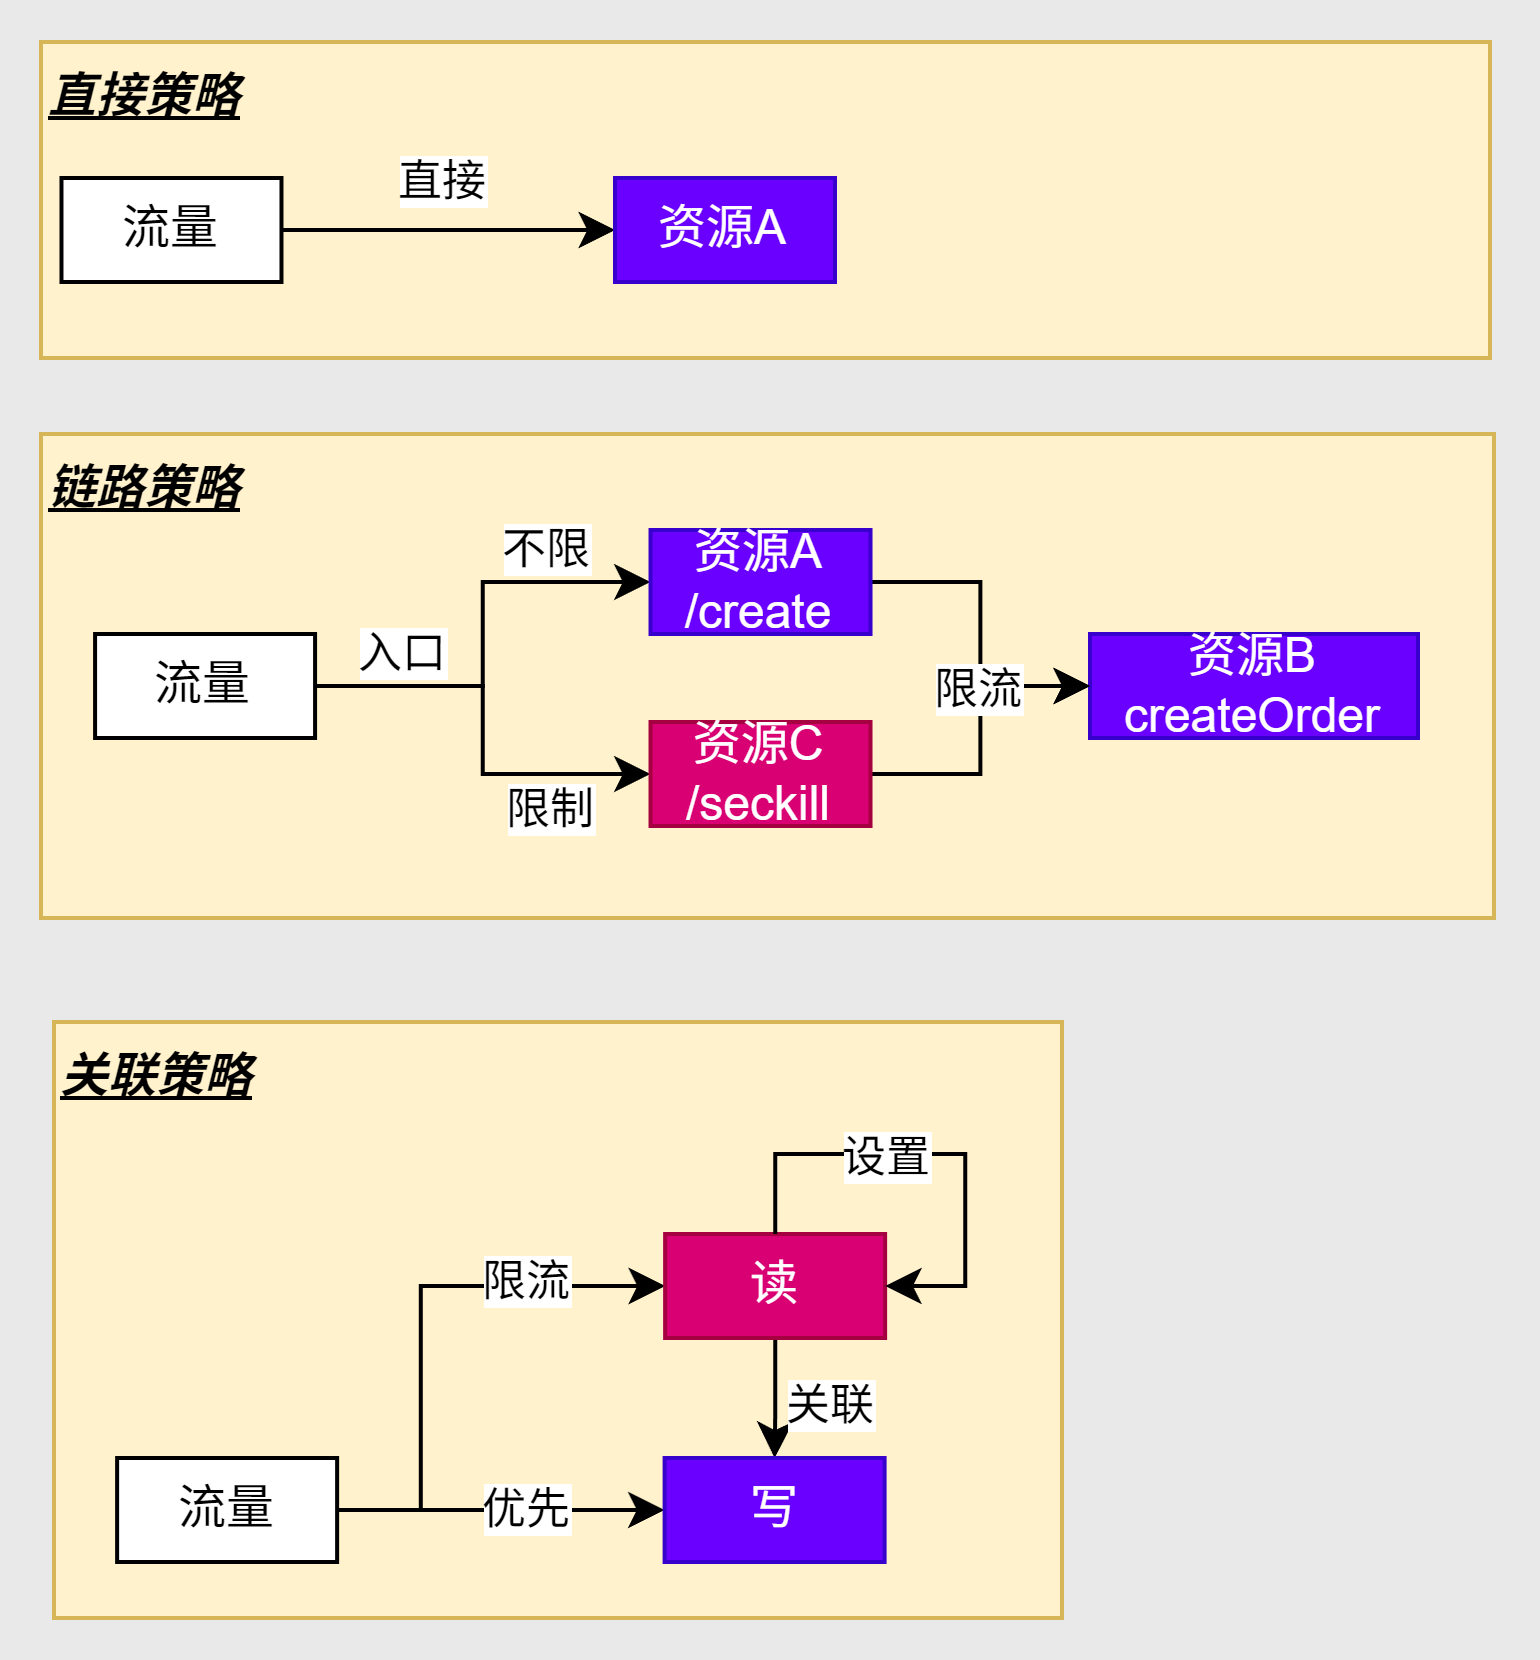 直接策略
直接
流量
资源A
链路策略
不限
资源A
/create
入口
流量
限流
资源B
createOrder
资源C
/seckill
限制
关联策略
设置
限流
读
关联
流量
优先
写